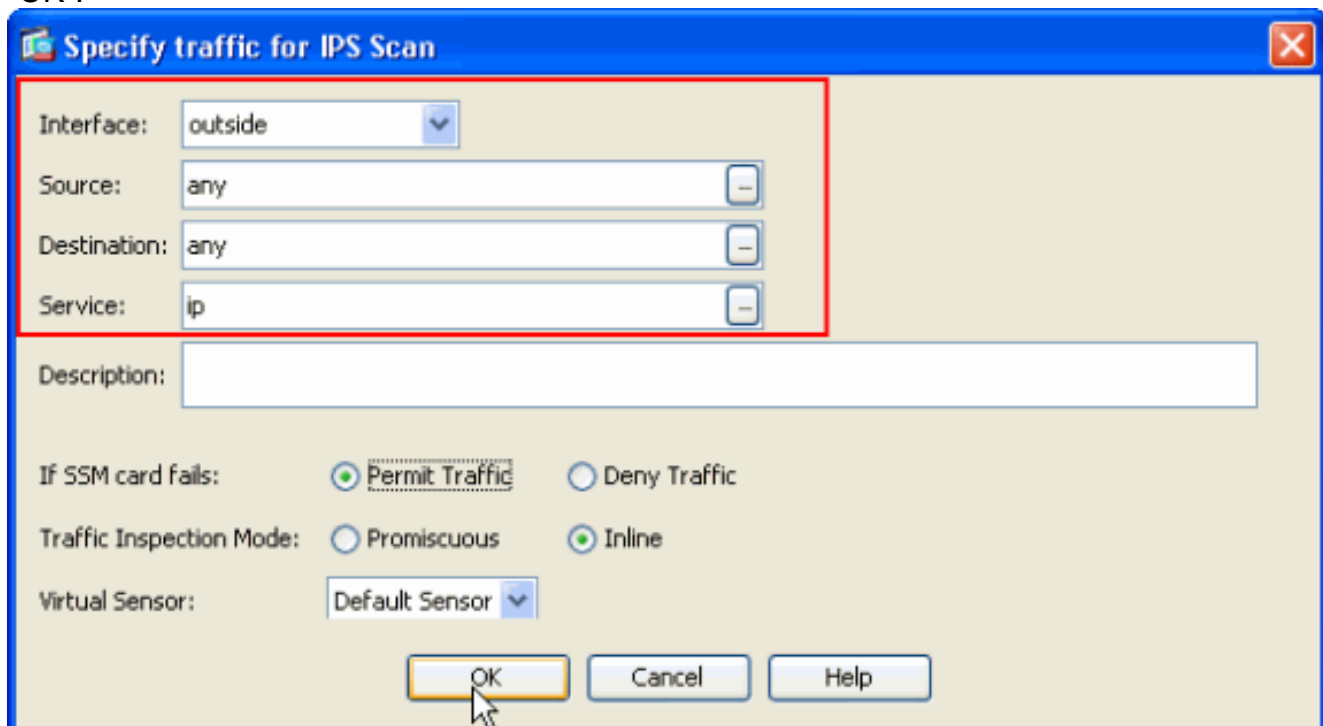 OK .
Specify traffic for IPS Scan
Interface: outside
Source: any
Destination: any
Service: ip
Description:
If SSM card fails: Permit Traffic Deny Traffic
Traffic Inspection Mode: Promiscuous Inline
Virtual Sensor: Default Sensor
OK Cancel Help